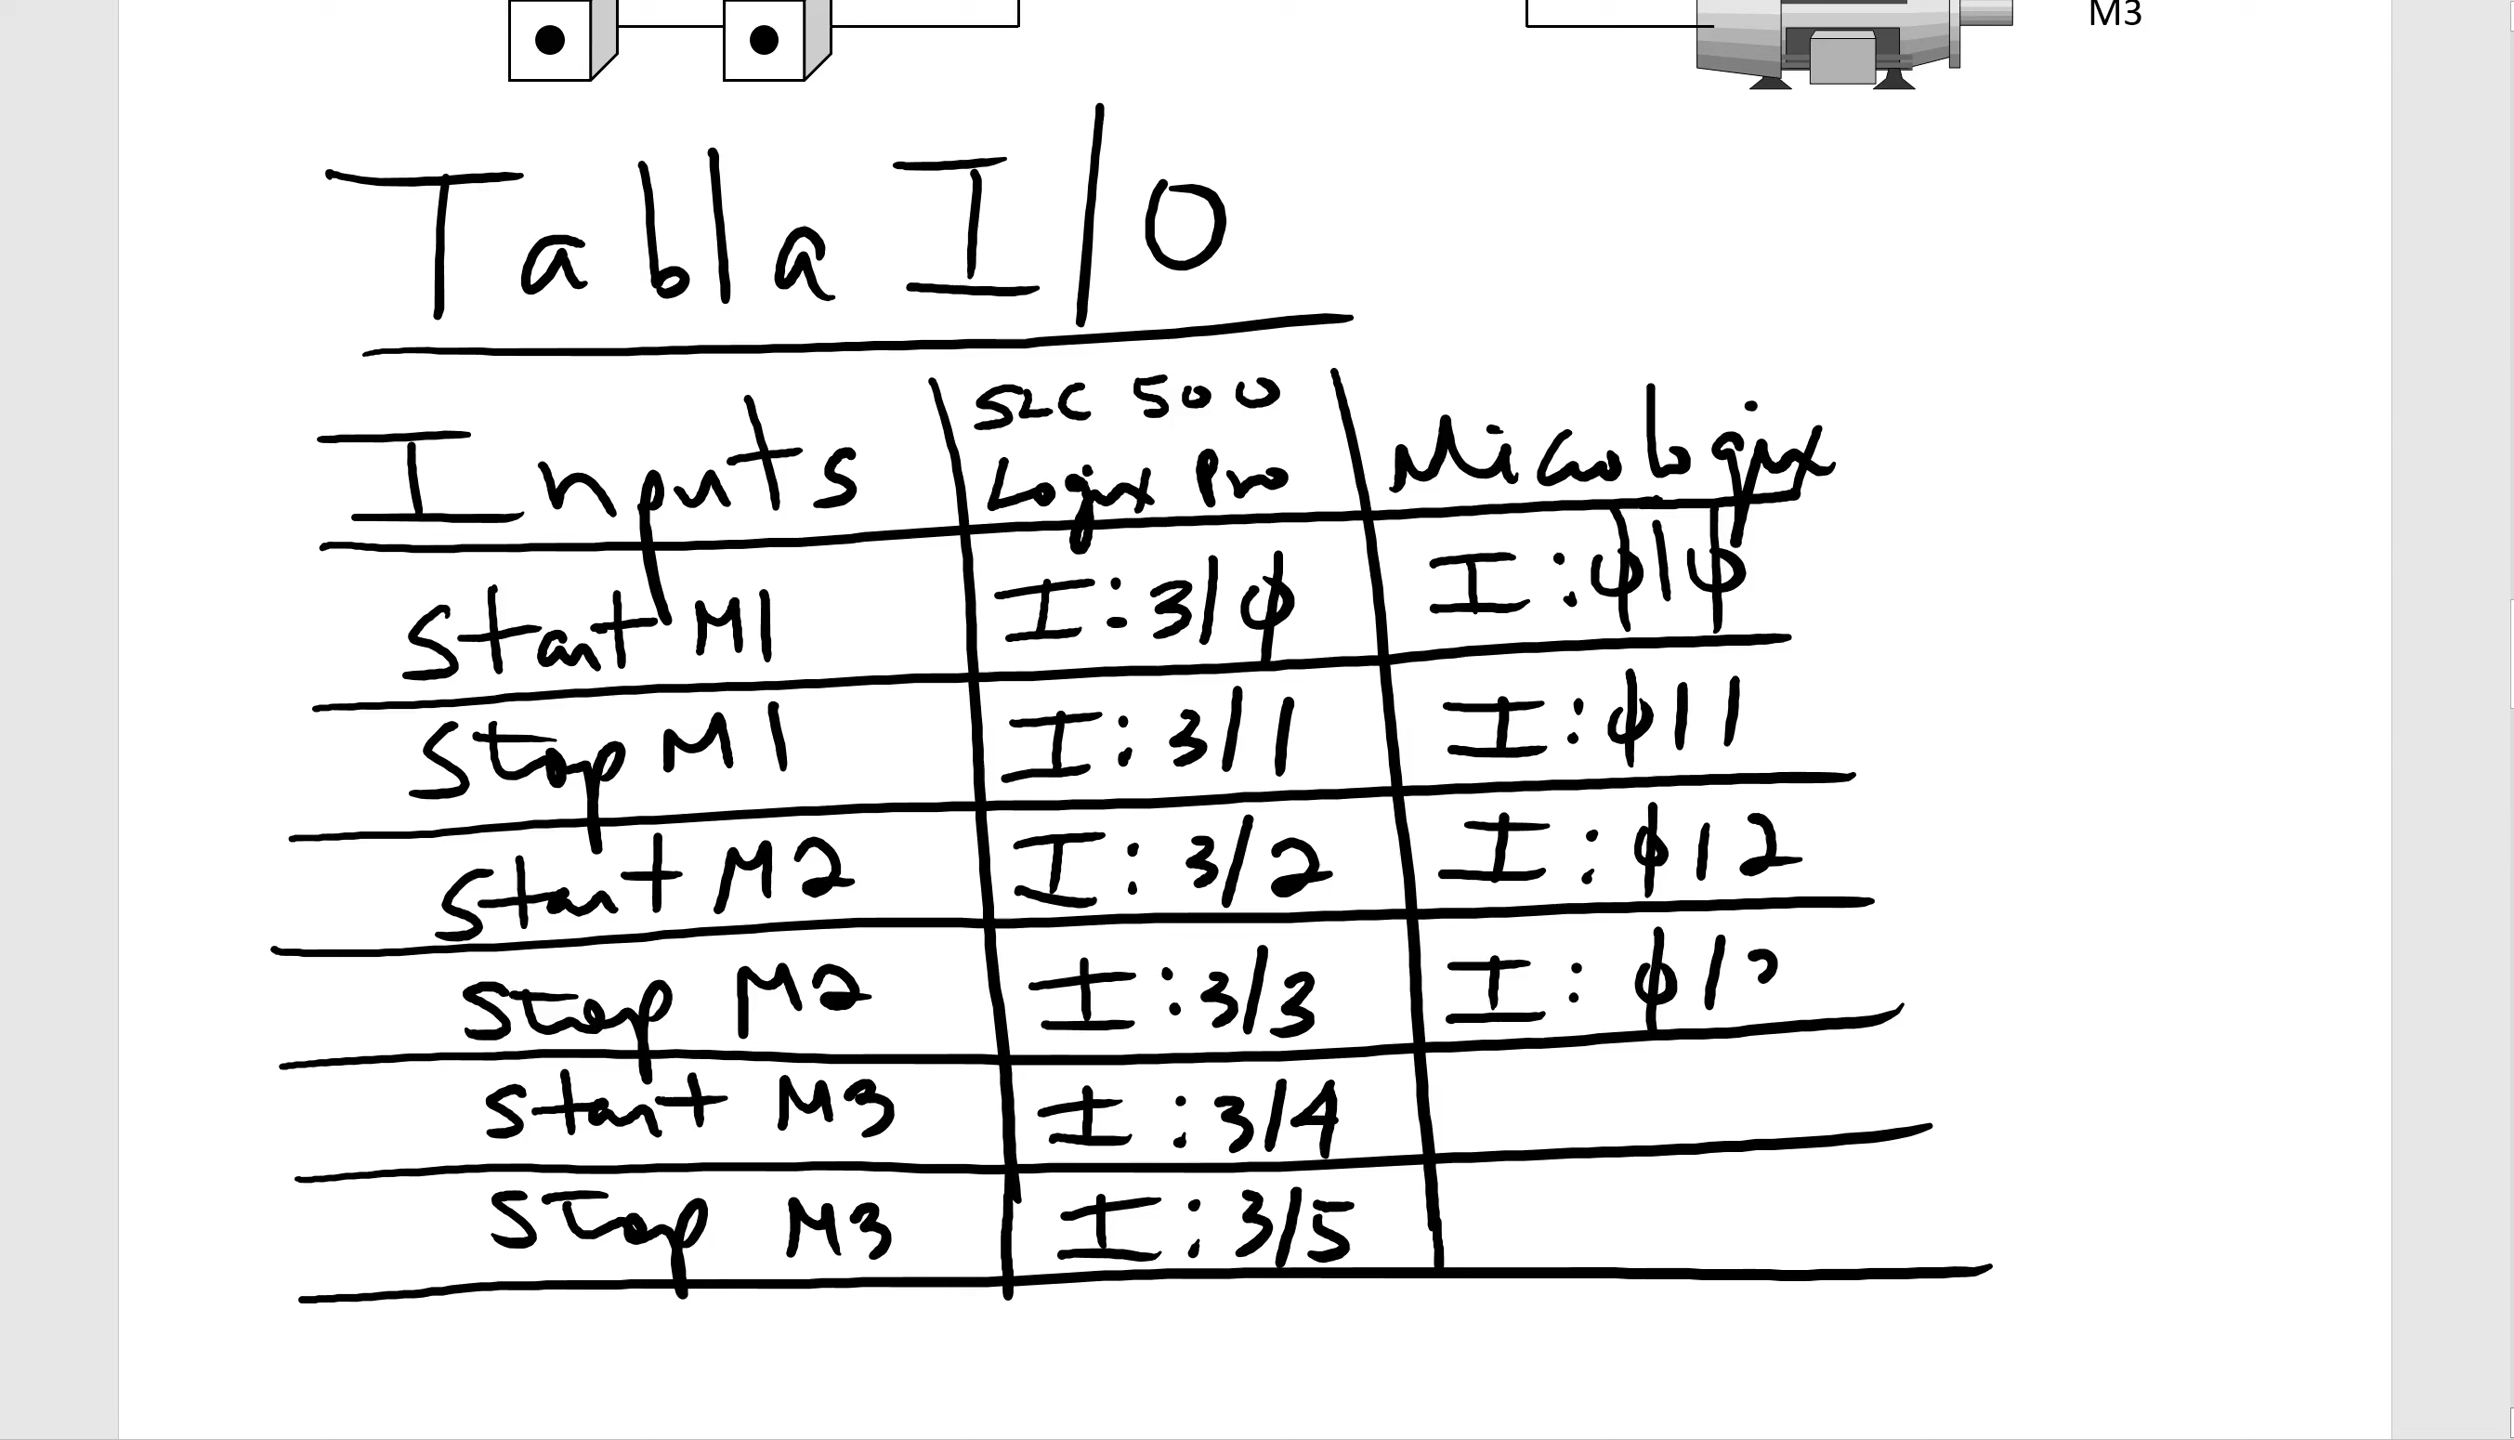 M3
Tabla I/O
Inputs SLC 500 Logix Pro Micrologix
Start M1 I:3/ϕ I:ϕ/ϕ
Stop M1 I:3/1 I:ϕ/1
Start M2 I:3/2 I:ϕ/2
Stop M2 I:3/3 I:ϕ/
Start M3 I:3/4
Stop M3 I:3/5